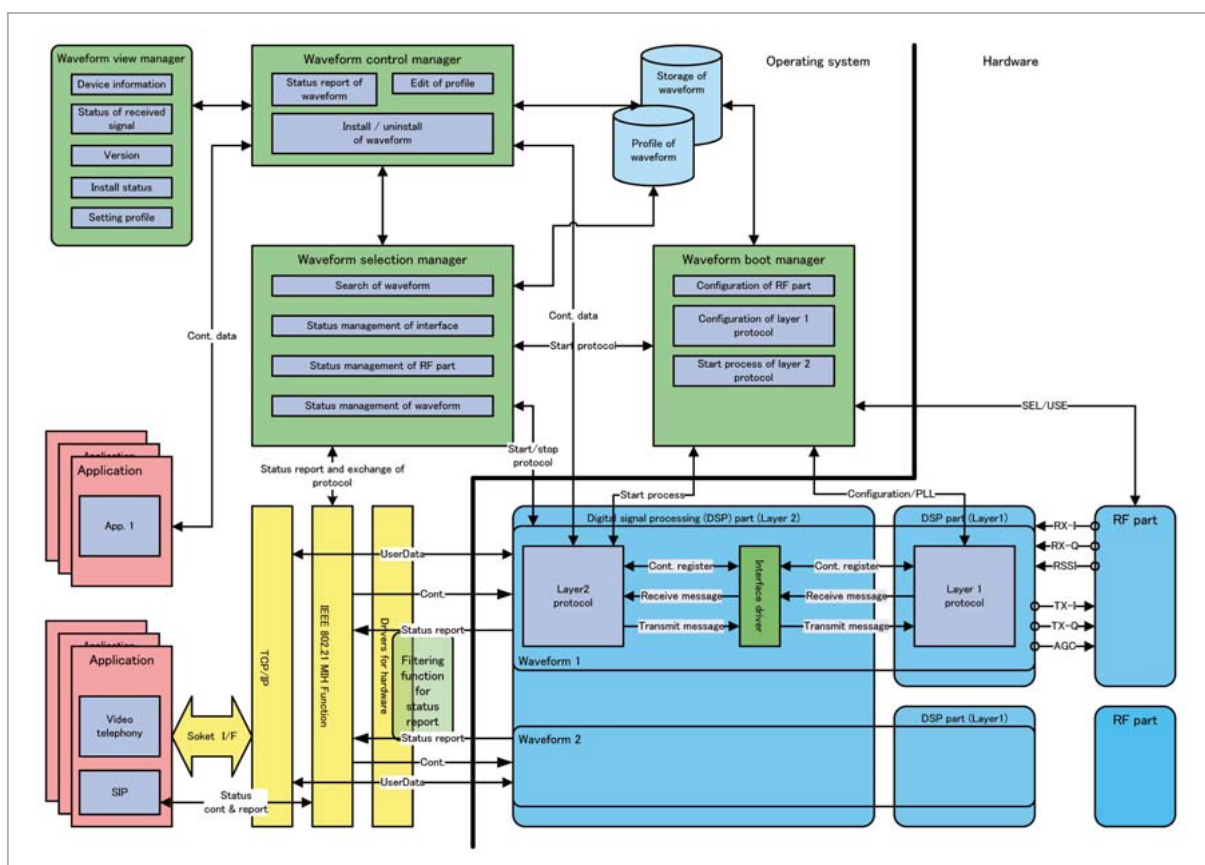 Waveform view manager
Device information
Status of received
signal
Version
Install status
Setting profile
Waveform control manager
Status report of
waveform
Edit of profile
Install / uninstall
of waveform
Storage of
waveform
Profile of
waveform
Operating system
Hardware
Waveform selection manager
Search of waveform
Status management of interface
Status management of RF part
Status management of waveform
Waveform boot manager
Configuration of RF part
Configuration of layer 1
protocol
Start process of layer 2
protocol
Cont. data
Cont. data
Start protocol
SEL/USE
Start/stop
protocol
Status report and exchange of
protocol
Start process
Configuration/PLL
Application
Application
App. 1
Application
Application
Video
telephony
SIP
Soket I/F
Status
cont & report
TCP/IP
IEEE 802.21 MIH Function
Drivers for hardware
Filtering
function
for
status
report
UserData
Cont.
Status report
Status report
Cont.
UserData
Digital signal processing (DSP) part (Layer 2)
Layer2
protocol
Cont. register
Receive message
Transmit message
Interface driver
Cont. register
Receive message
Transmit message
Waveform 1
Waveform 2
DSP part (Layer1)
Layer 1
protocol
DSP part (Layer1)
RX-I
RX-Q
RSSI
TX-I
TX-Q
AGC
RF part
RF part